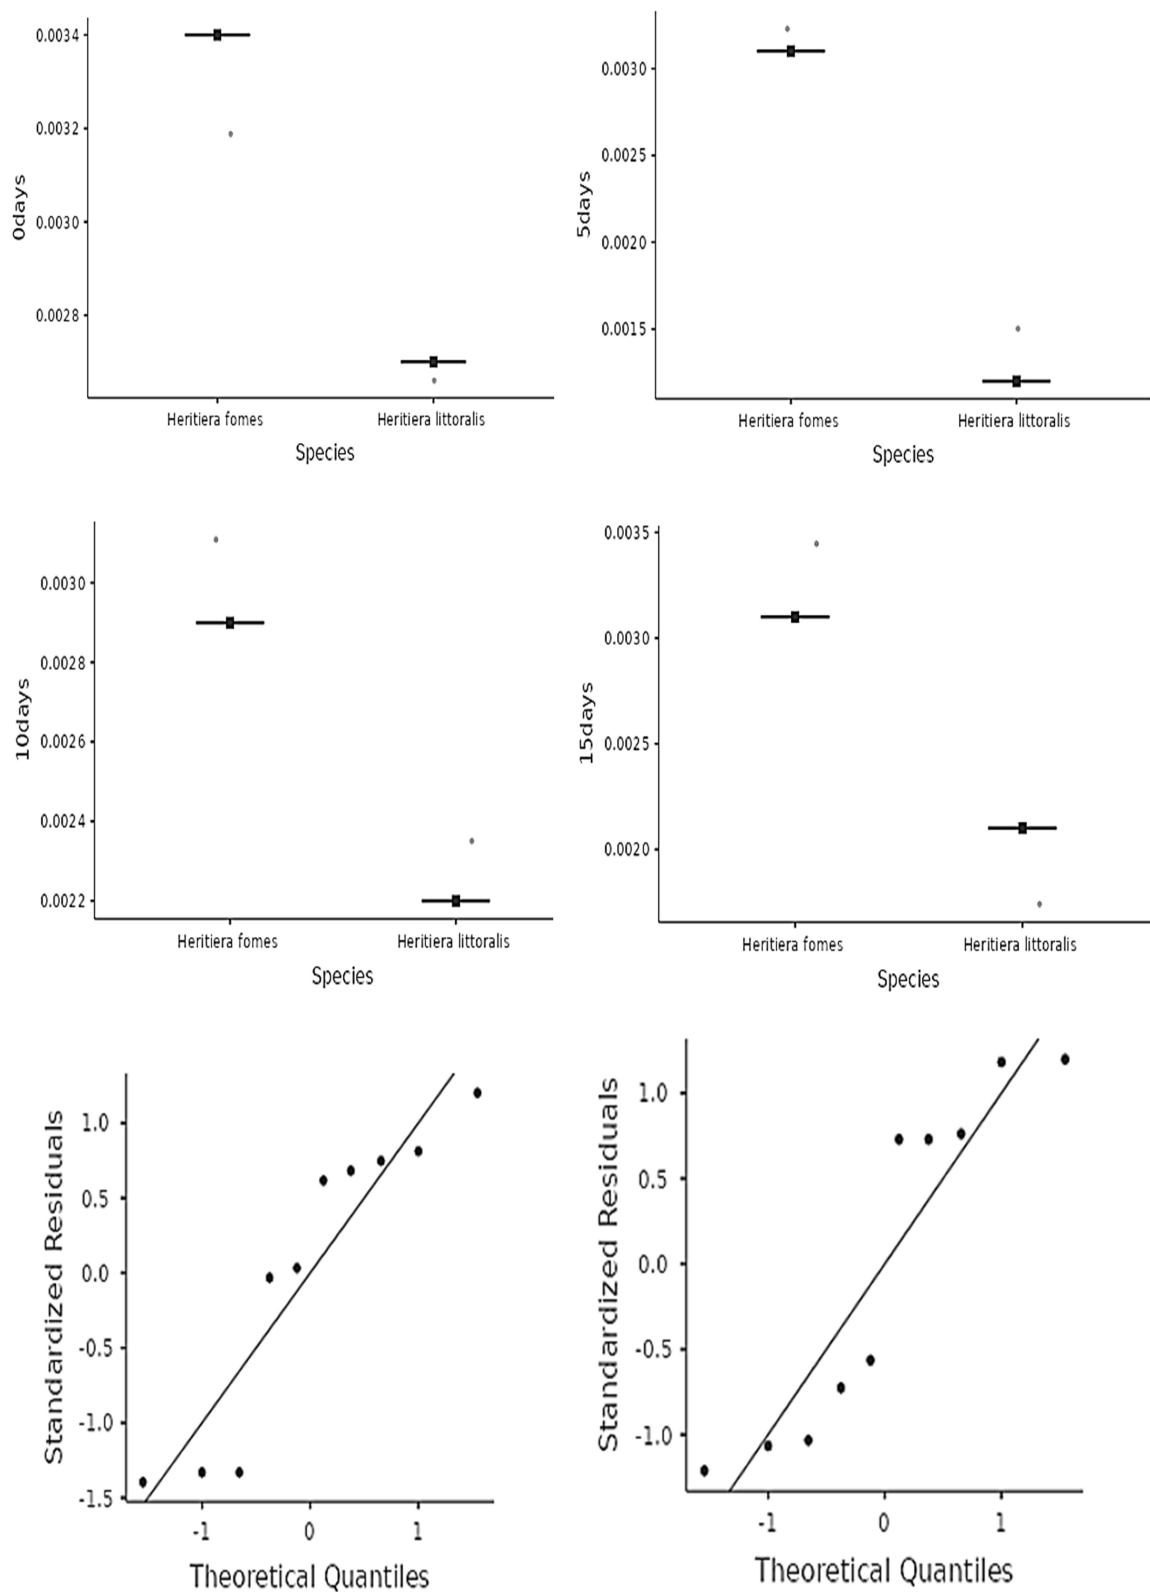 0days
0.0034
0.0032
0.0030
0.0028
Heritiera fomes
Heritiera littoralis
Species
5days
0.0030
0.0025
0.0020
0.0015
Heritiera fomes
Heritiera littoralis
Species
10days
0.0030
0.0028
0.0026
0.0024
0.0022
Heritiera fomes
Heritiera littoralis
Species
15days
0.0035
0.0030
0.0025
0.0020
Heritiera fomes
Heritiera littoralis
Species
Standardized Residuals
1.0
0.5
0.0
-0.5
-1.0
-1.5
-1
0
1
Theoretical Quantiles
Standardized Residuals
1.0
0.5
0.0
-0.5
-1.0
-1
0
1
Theoretical Quantiles